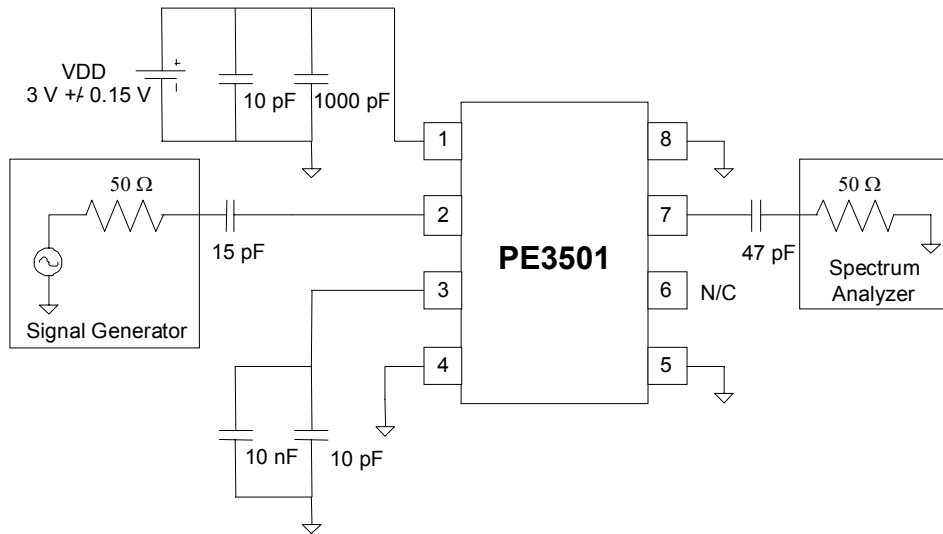 VDD
3 V +/- 0.15 V
10 pF
1000 pF
50 Ω
15 pF
Signal Generator
1
2
3
4
PE3501
8
7
6
5
N/C
47 pF
50 Ω
Spectrum
Analyzer
10 nF
10 pF
+